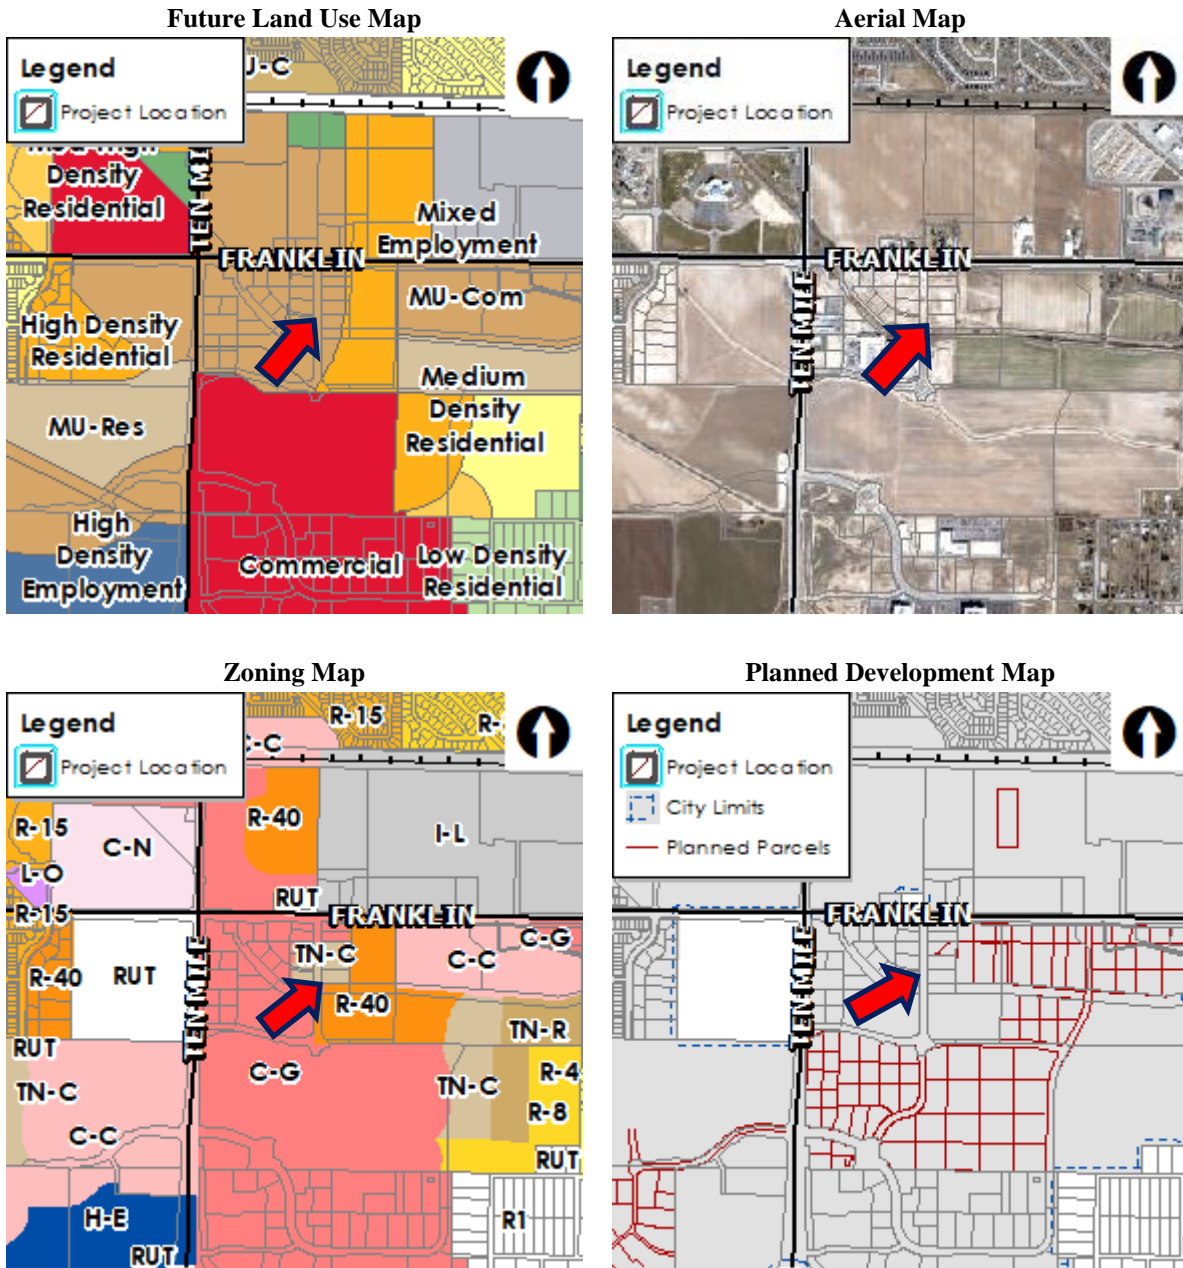 Future Land Use Map
Legend
Project Location
U-C
Med-High
Density
Residential
TEN MI
Mixed
Employment
FRANKLIN
MU-Com
High Density
Residential
Medium
Density
Residential
MU-Res
High
Density
Employment
Commercial
Low Density
Residential
Aerial Map
Legend
Project Location
FRANKLIN
TEN MILE
Zoning Map
Legend
Project Location
R-15
R-
C-C
R-40
R-15
C-N
I-L
L-O
RUT
R-15
FRANKLIN
C-G
TN-C
C-C
R-40
RUT
TEN MILE
R-40
TN-R
RUT
C-G
TN-C
R-4
TN-C
R-8
C-C
RUT
H-E
R1
RUT
Planned Development Map
Legend
Project Location
City Limits
Planned Parcels
FRANKLIN
TEN MILE